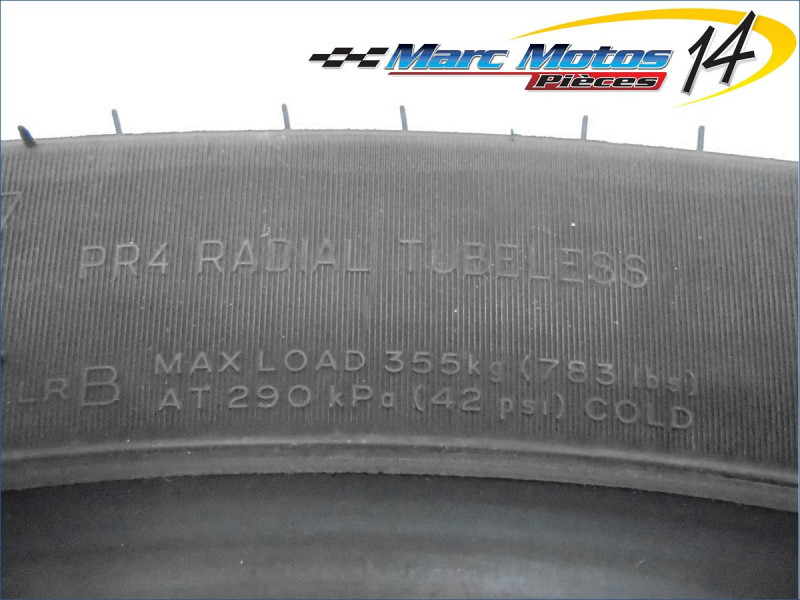 Marc Motos 14
Pièces
7
PR4 RADIAL TUBELESS
LR B MAX LOAD 355kg (783 lbs)
AT 290 kPa (42 psi) COLD